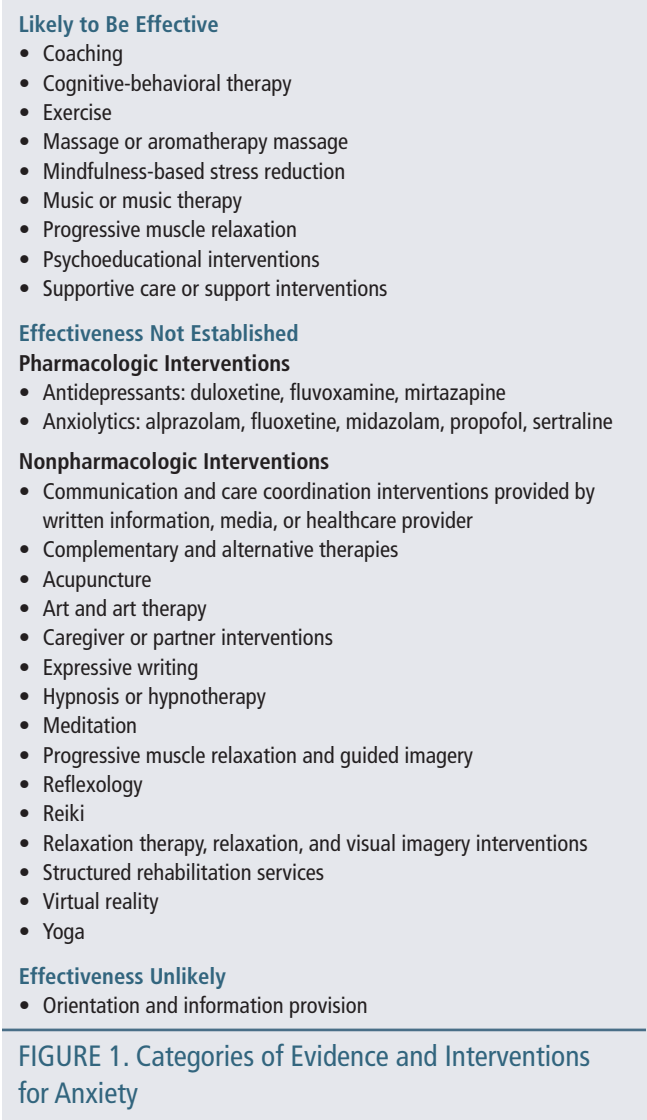 Likely to Be Effective
• Coaching
• Cognitive-behavioral therapy
• Exercise
• Massage or aromatherapy massage
• Mindfulness-based stress reduction
• Music or music therapy
• Progressive muscle relaxation
• Psychoeducational interventions
• Supportive care or support interventions
Effectiveness Not Established
Pharmacologic Interventions
• Antidepressants: duloxetine, fluvoxamine, mirtazapine
• Anxiolytics: alprazolam, fluoxetine, midazolam, propofol, sertraline
Nonpharmacologic Interventions
• Communication and care coordination interventions provided by
written information, media, or healthcare provider
• Complementary and alternative therapies
• Acupuncture
• Art and art therapy
• Caregiver or partner interventions
• Expressive writing
• Hypnosis or hypnotherapy
• Meditation
• Progressive muscle relaxation and guided imagery
• Reflexology
• Reiki
• Relaxation therapy, relaxation, and visual imagery interventions
• Structured rehabilitation services
• Virtual reality
• Yoga
Effectiveness Unlikely
• Orientation and information provision
FIGURE 1. Categories of Evidence and Interventions
for Anxiety